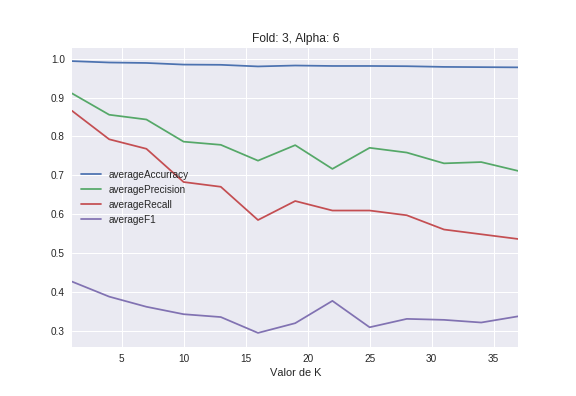 Fold: 3, Alpha: 6
1.0
0.9
0.8
0.7
0.6
0.5
0.4
0.3
averageAccurracy
averagePrecision
averageRecall
averageF1
5
10
15
20
25
30
35
Valor de K